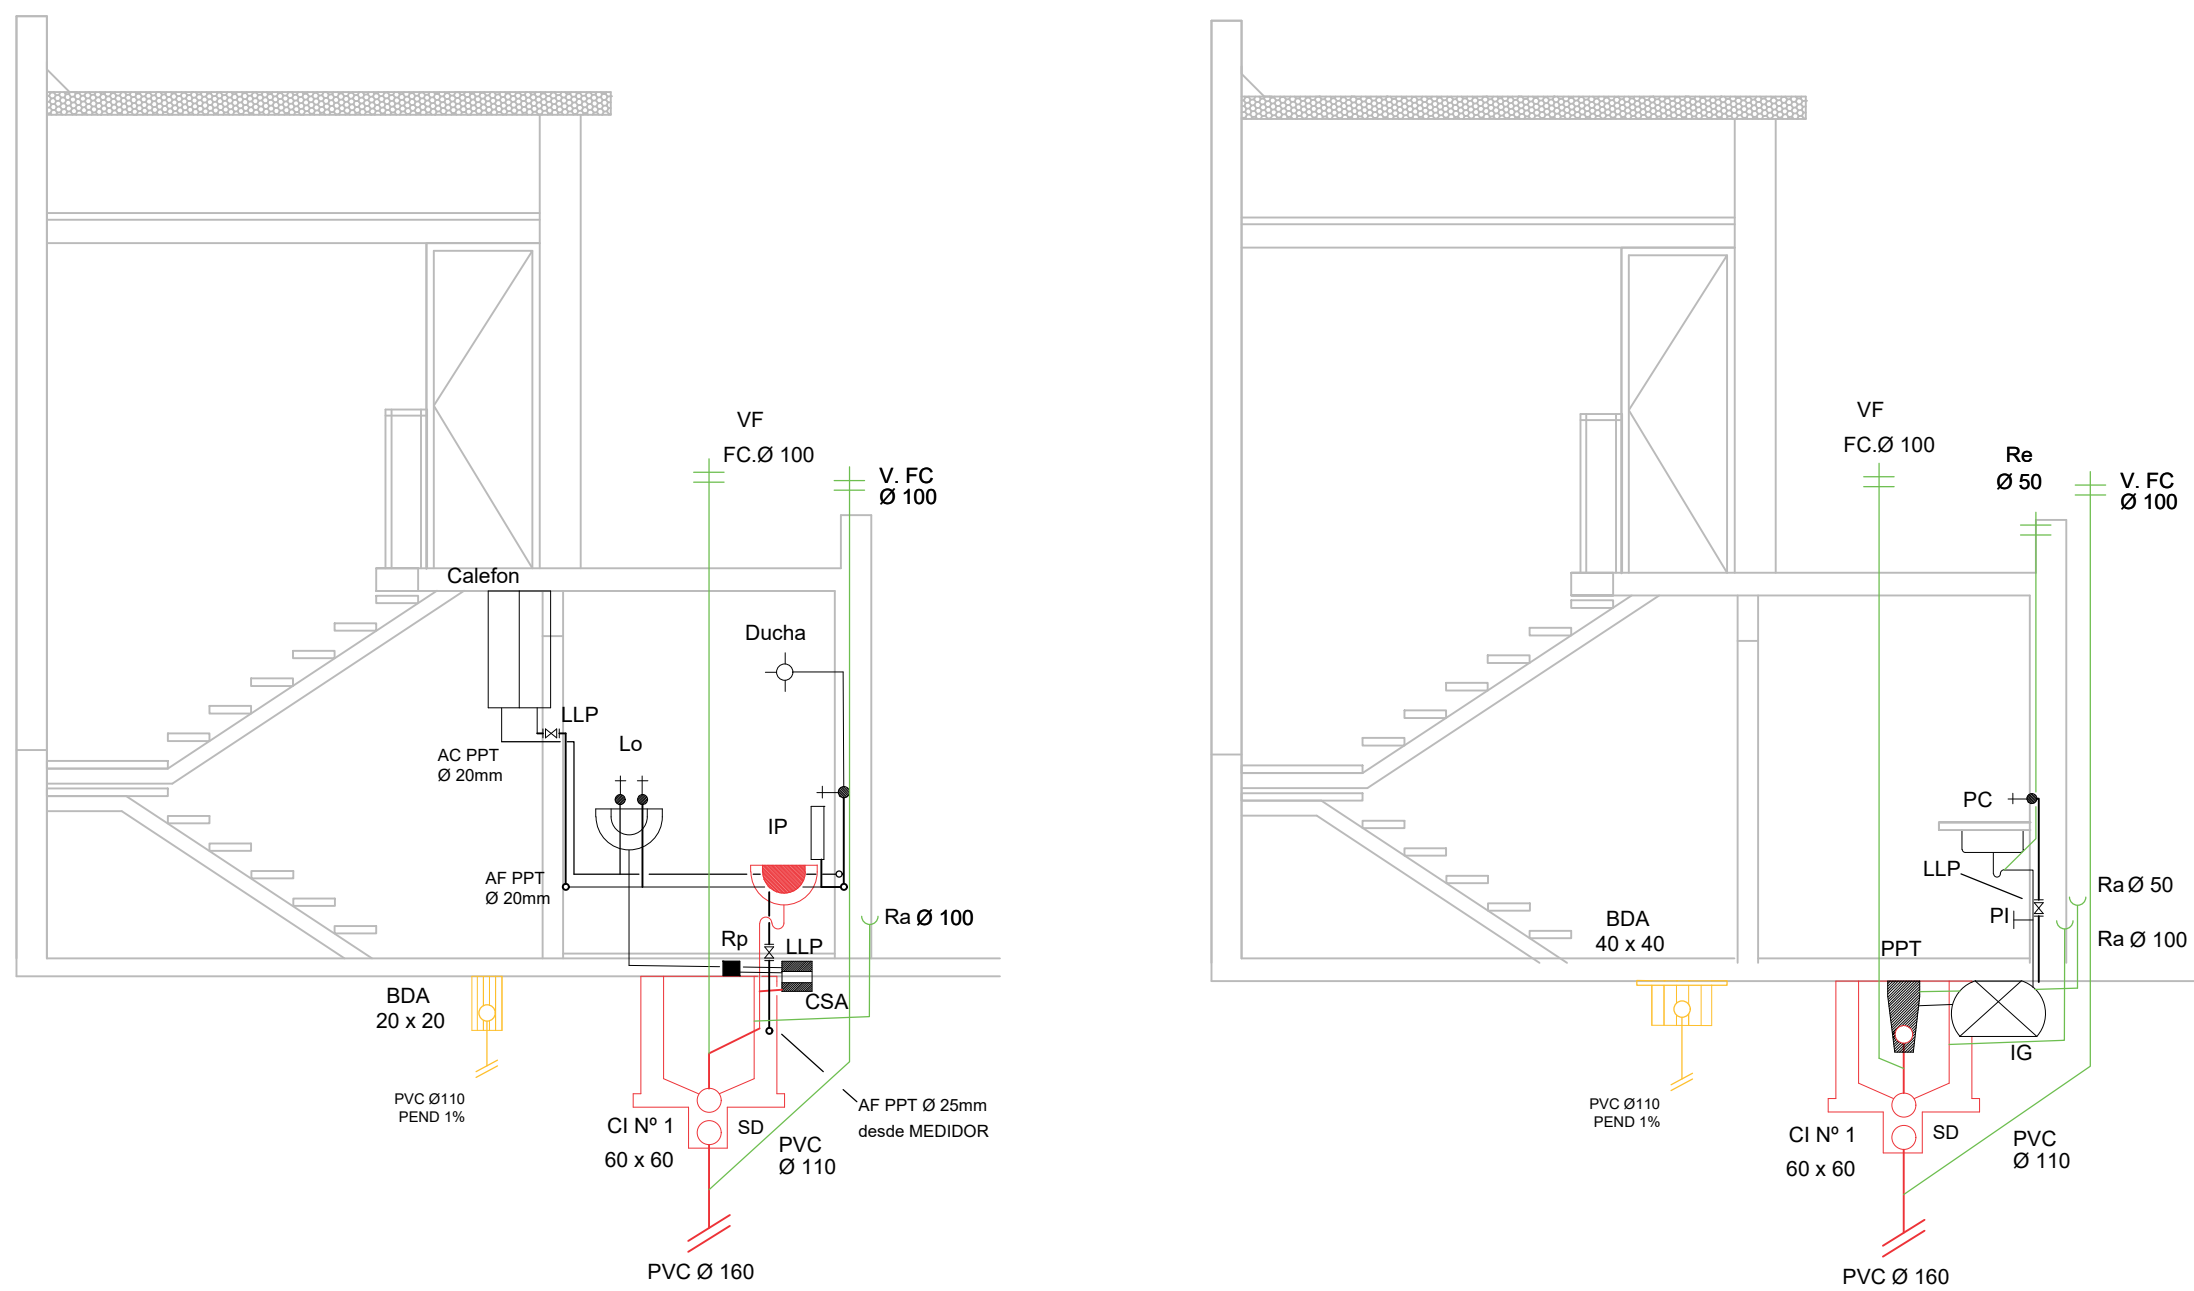 VF
FC.Ø 100
V. FC
Ø 100
Calefon
Ducha
LLP
Lo
AC PPT
Ø 20mm
IP
AF PPT
Ø 20mm
Ra Ø 100
Rp
LLP
CSA
BDA
20 x 20
PVC Ø110
PEND 1%
CI Nº 1
60 x 60
SD
AF PPT Ø 25mm
desde MEDIDOR
PVC
Ø 110
PVC Ø 160
VF
FC.Ø 100
Re
Ø 50
V. FC
Ø 100
PC
LLP
Ra Ø 50
PI
Ra Ø 100
BDA
40 x 40
PPT
IG
PVC Ø110
PEND 1%
CI Nº 1
60 x 60
SD
PVC
Ø 110
PVC Ø 160